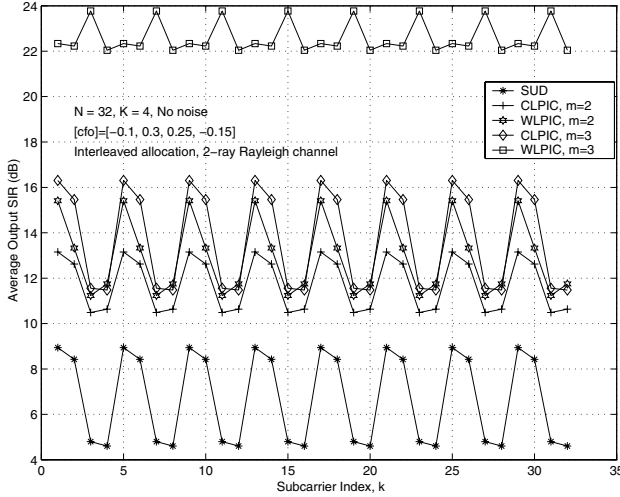 24
22
20
18
16
14
12
10
8
6
4
0
5
10
15
20
25
30
35
Average Output SIR (dB)
Subcarrier Index, k
N = 32, K = 4, No noise
[cfo]=[−0.1, 0.3, 0.25, −0.15]
Interleaved allocation, 2−ray Rayleigh channel
SUD
CLPIC, m=2
WLPIC, m=2
CLPIC, m=3
WLPIC, m=3